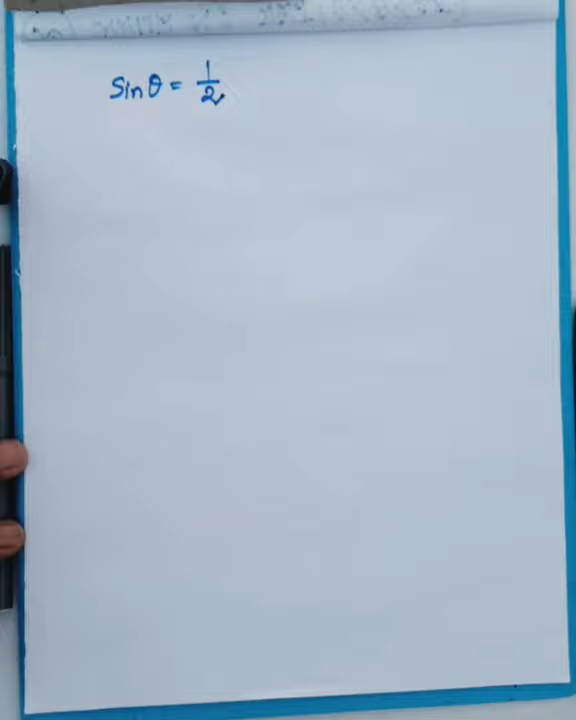 Sin θ = 1/2